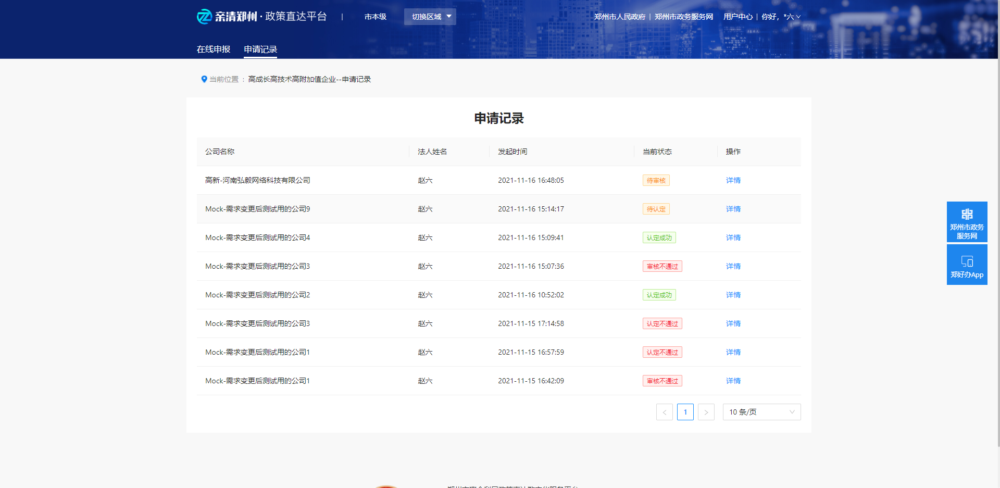 亲清郑州·政策直达平台 | 市本级 切换区域 郑州市人民政府 | 郑州市政务服务网 用户中心 | 你好，*六
在线申报 申请记录
当前位置 : 高成长高技术高附加值企业--申请记录
申请记录
公司名称 法人姓名 发起时间 当前状态 操作
高新-河南弘毅网络科技有限公司 赵六 2021-11-16 16:48:05 待审核 详情
Mock-需求变更后测试用的公司9 赵六 2021-11-16 15:14:17 待认定 详情
Mock-需求变更后测试用的公司4 赵六 2021-11-16 15:09:41 认定成功 详情
Mock-需求变更后测试用的公司3 赵六 2021-11-16 15:07:36 审核不通过 详情
Mock-需求变更后测试用的公司2 赵六 2021-11-16 10:52:02 认定成功 详情
Mock-需求变更后测试用的公司3 赵六 2021-11-15 17:14:58 认定不通过 详情
Mock-需求变更后测试用的公司1 赵六 2021-11-15 16:57:59 认定不通过 详情
Mock-需求变更后测试用的公司1 赵六 2021-11-15 16:42:09 审核不通过 详情
< 1 > 10 条/页
郑州市政务
服务网
郑好办App